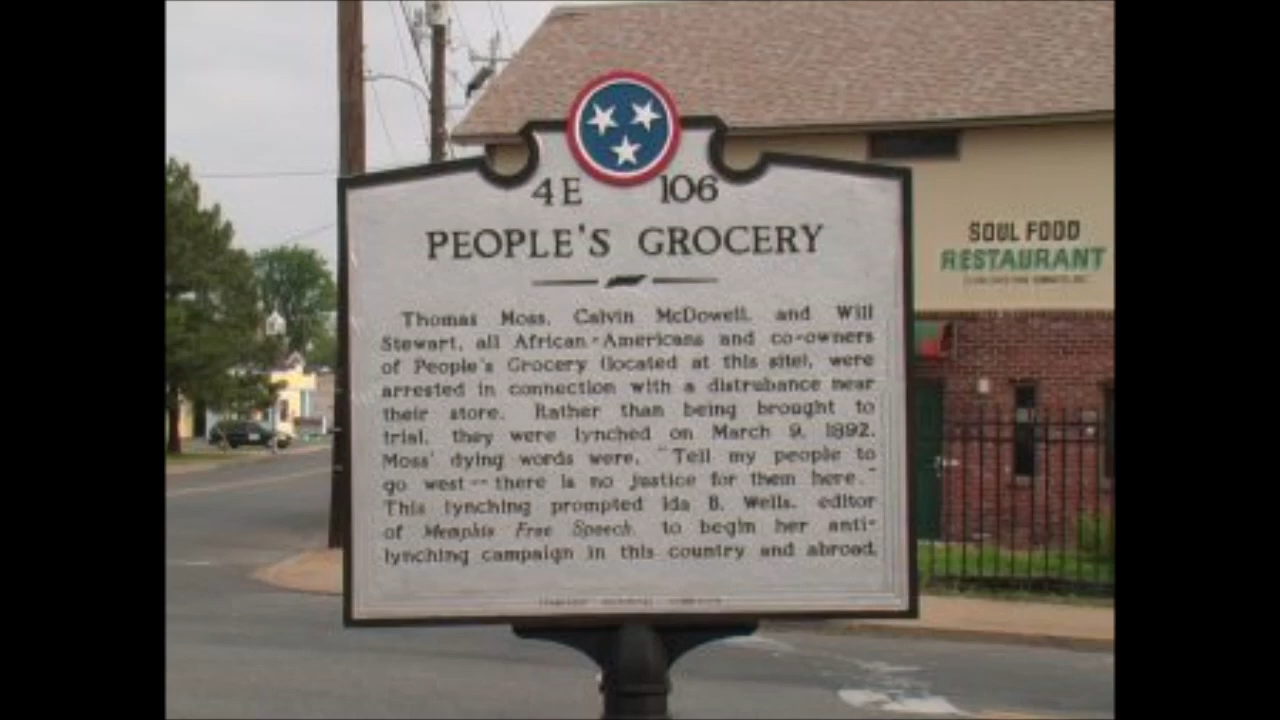 4E 106
PEOPLE'S GROCERY
Thomas Moss, Calvin McDowell, and Will
Stewart, all African-Americans and co-owners
of People's Grocery (located at this site), were
arrested in connection with a distrubance near
their store. Rather than being brought to
trial, they were lynched on March 9, 1892.
Moss' dying words were, "Tell my people to
go west--there is no justice for them here."
This lynching prompted Ida B. Wells, editor
of Memphis Free Speech, to begin her anti-
lynching campaign in this country and abroad.
SOUL FOOD
RESTAURANT